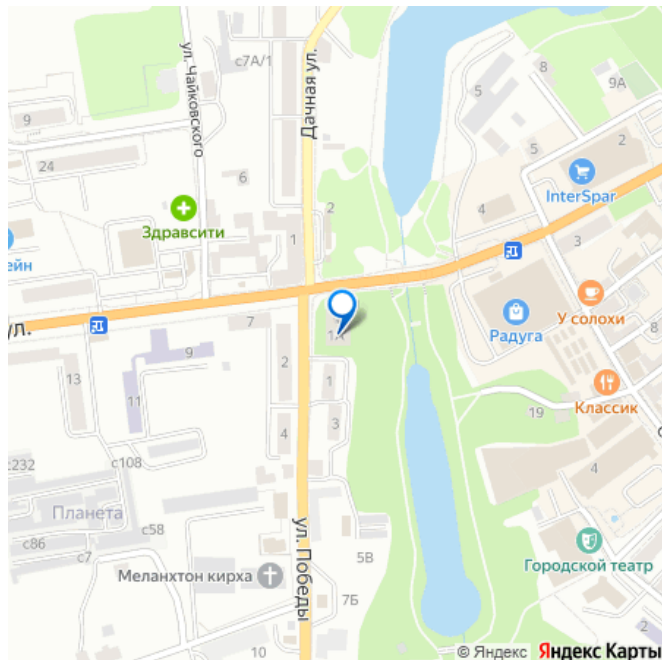 с7А/1
ул. Чайковского
Дачная ул.
8
9А
5
9
5
2
24
InterSpar
6
Здравсити
2
4
1
3
ейн
У солохи
ул.
7
Радуга
8
1А
9
2
13
1
Классик
11
19
3
4
с232
с108
4
Планета
с58
ул. Победы
с86
с7
5В
Городской театр
Меланхтон кирха
7Б
2
10
© Яндекс Яндекс Карты